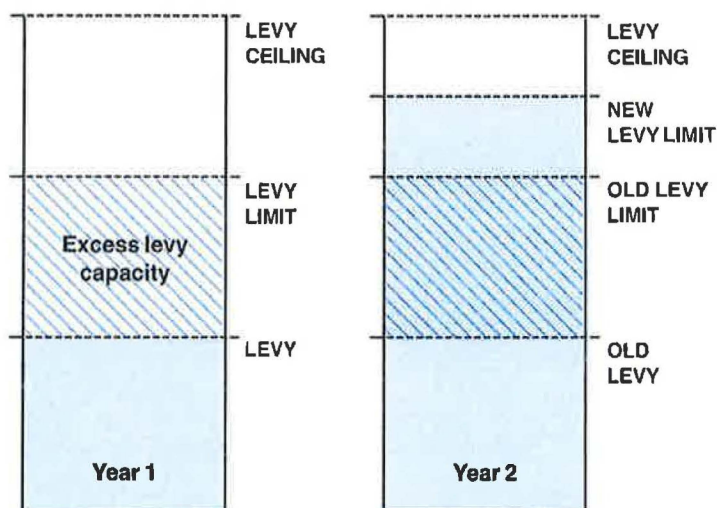 LEVY
CEILING
LEVY
LIMIT
Excess levy
capacity
LEVY
Year 1
LEVY
CEILING
NEW
LEVY LIMIT
OLD LEVY
LIMIT
OLD
LEVY
Year 2